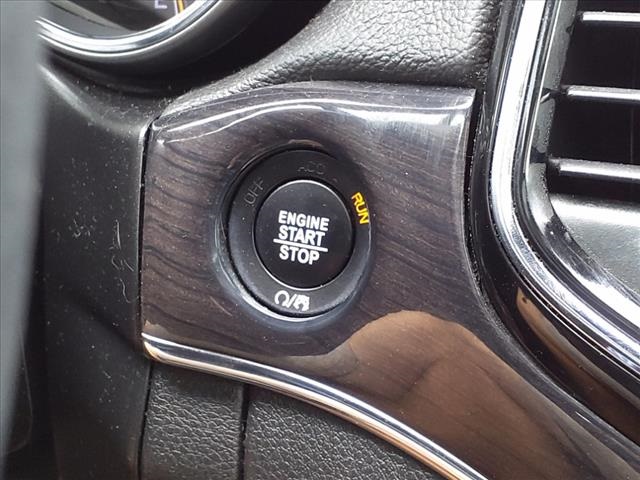 E
OFF ACC RUN
ENGINE
START
STOP